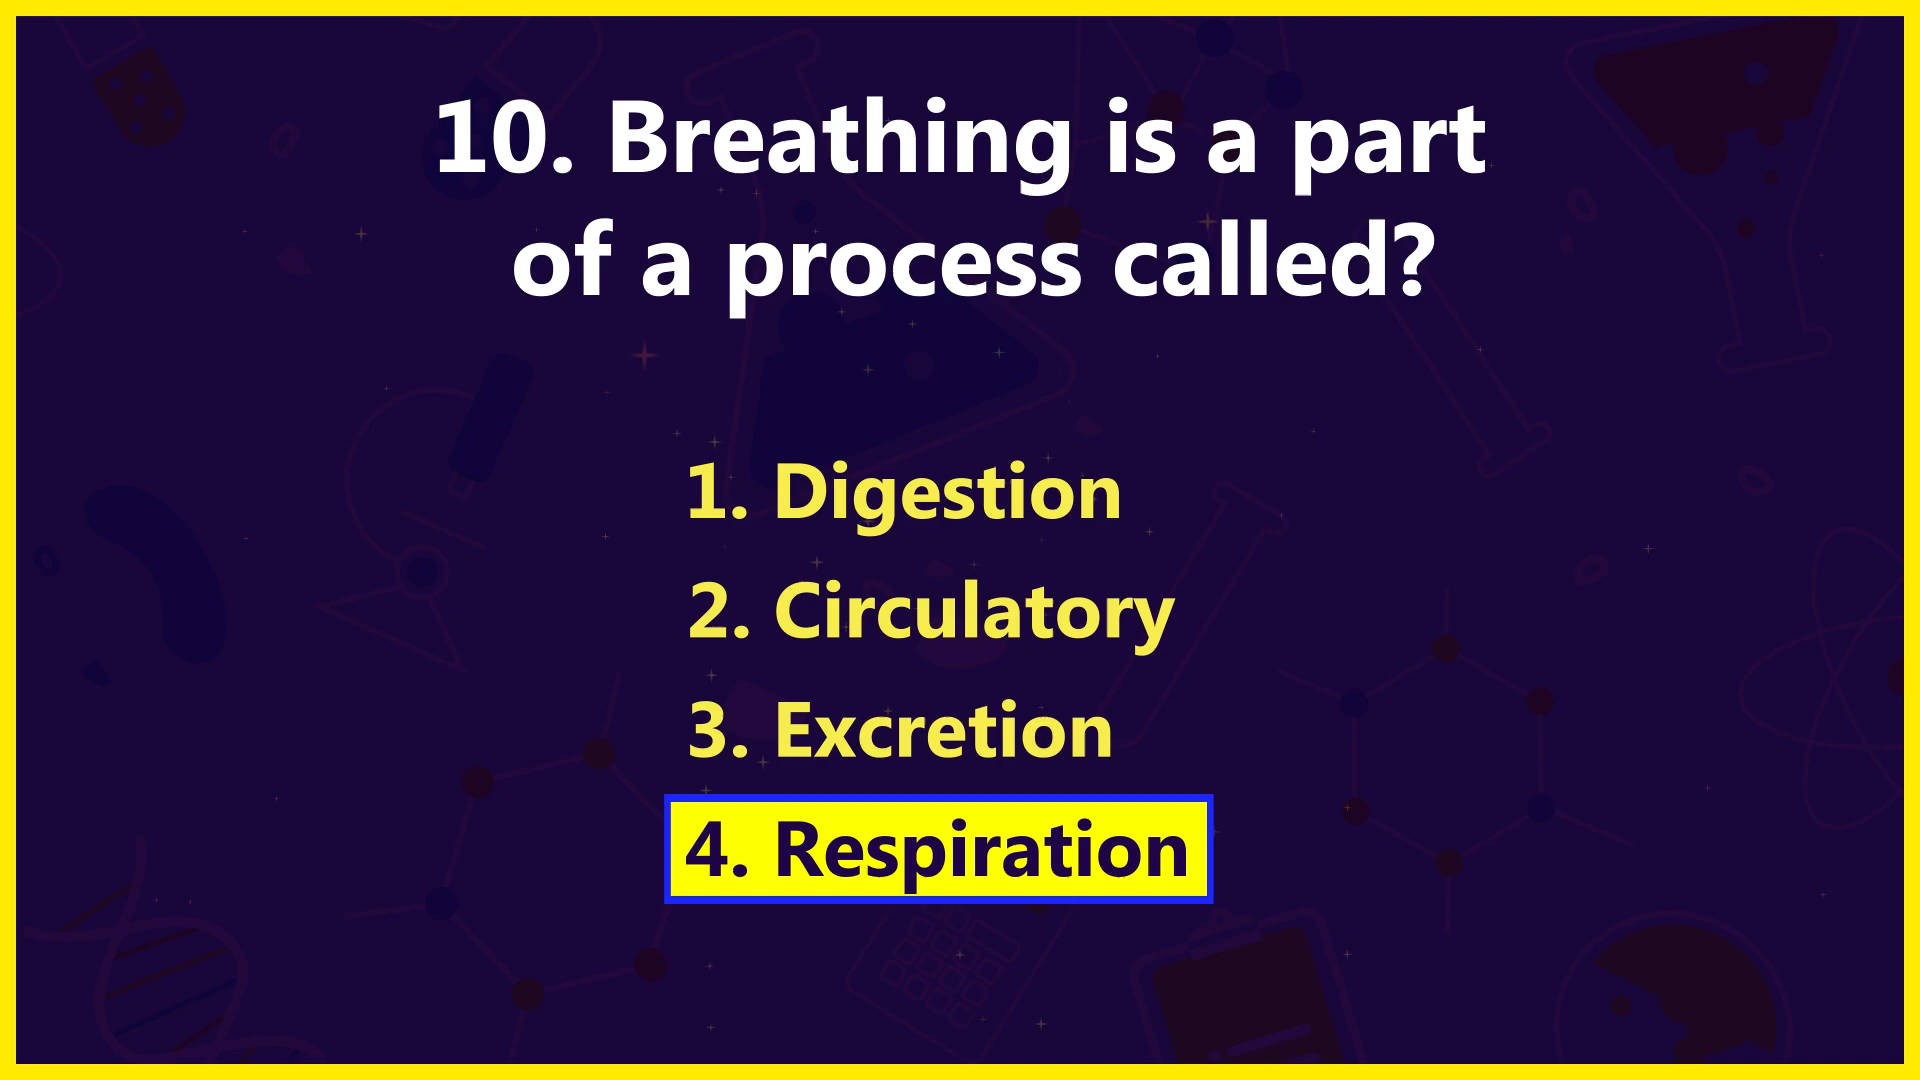 10. Breathing is a part
of a process called?
1. Digestion
2. Circulatory
3. Excretion
4. Respiration